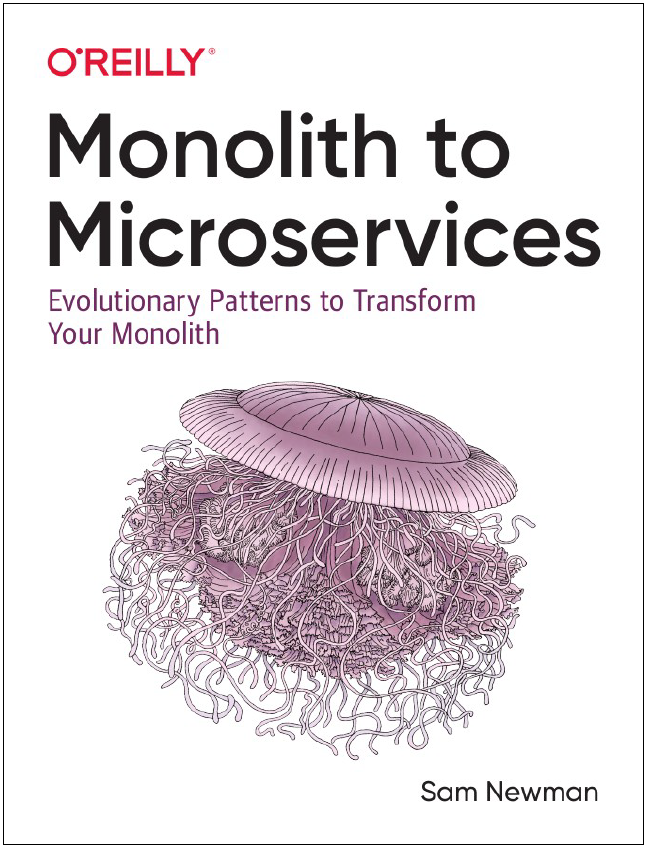 O'REILLY®
Monolith to
Microservices
Evolutionary Patterns to Transform
Your Monolith
Sam Newman